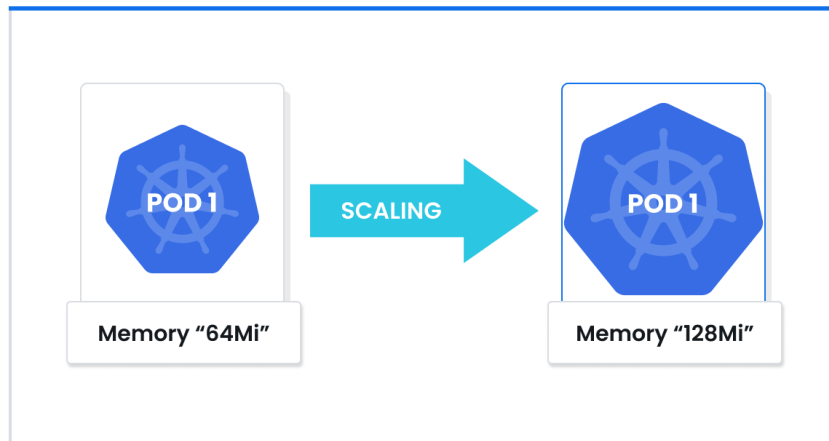 POD 1
SCALING
POD 1
Memory “64Mi”
Memory “128Mi”